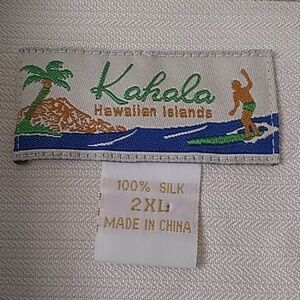 Kahala
Hawaiian Islands
100% SILK
2XL
MADE IN CHINA